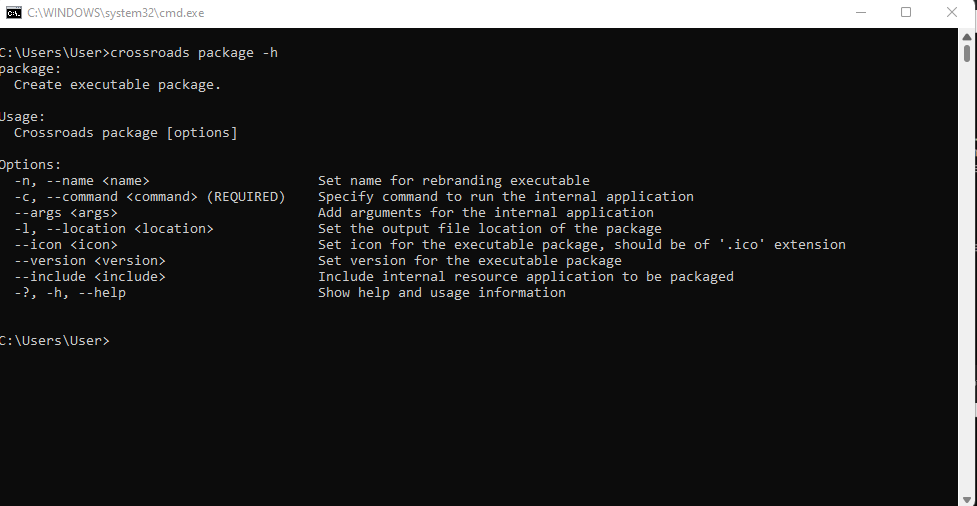 C:\WINDOWS\system32\cmd.exe
C:\Users\User>crossroads package -h
package:
  Create executable package.

Usage:
  Crossroads package [options]

Options:
  -n, --name <name>                     Set name for rebranding executable
  -c, --command <command> (REQUIRED)    Specify command to run the internal application
  --args <args>                         Add arguments for the internal application
  -l, --location <location>             Set the output file location of the package
  --icon <icon>                         Set icon for the executable package, should be of '.ico' extension
  --version <version>                   Set version for the executable package
  --include <include>                   Include internal resource application to be packaged
  -?, -h, --help                        Show help and usage information

C:\Users\User>